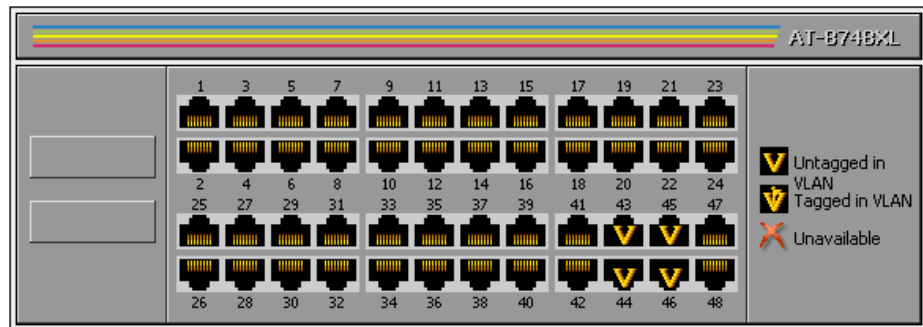 AT-8748XL
1 3 5 7 9 11 13 15 17 19 21 23
2 4 6 8 10 12 14 16 18 20 22 24
25 27 29 31 33 35 37 39 41 43 45 47
V V
V V
26 28 30 32 34 36 38 40 42 44 46 48
V Untagged in
VLAN
V Tagged in VLAN
Unavailable